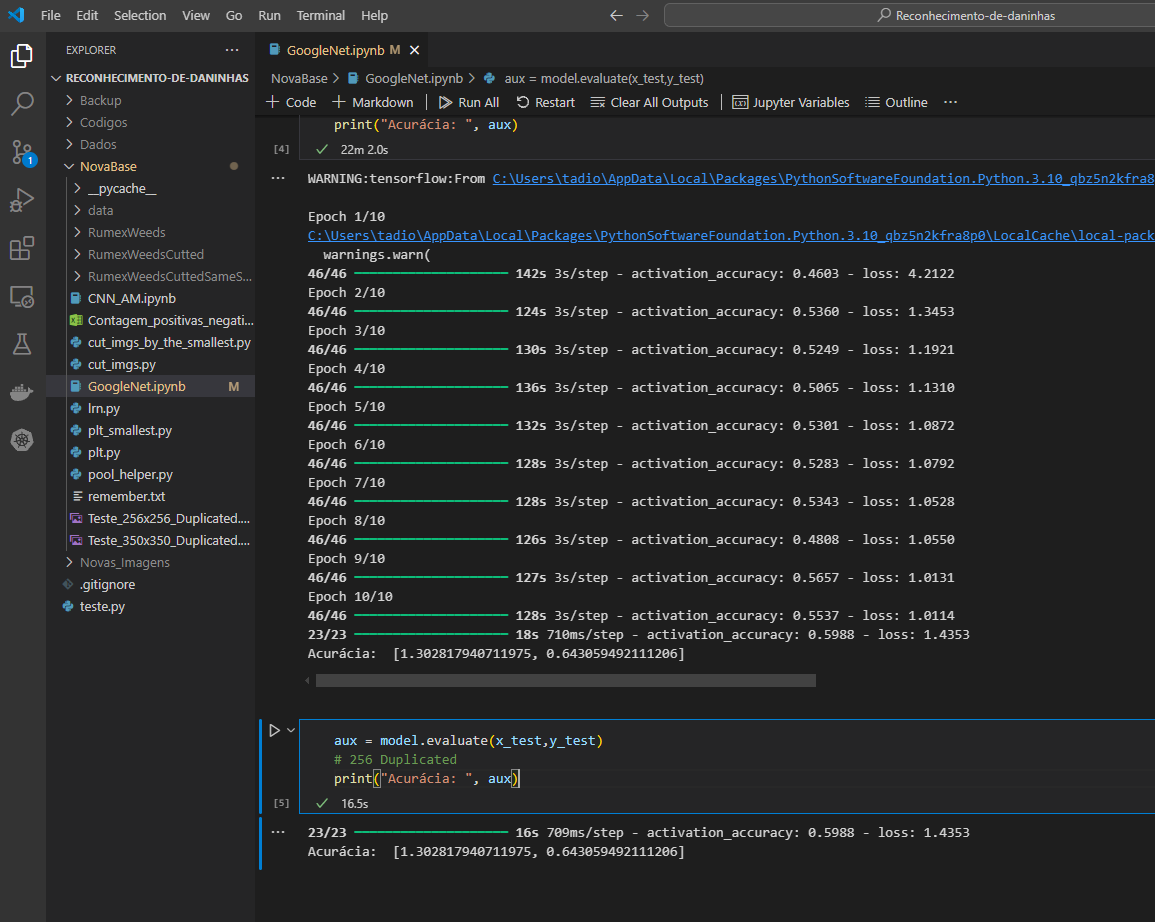 File Edit Selection View Go Run Terminal Help
Reconhecimento-de-daninhas
EXPLORER
RECONHECIMENTO-DE-DANINHAS
Backup
Codigos
Dados
NovaBase
__pycache__
data
RumexWeeds
RumexWeedsCutted
RumexWeedsCuttedSameS...
CNN_AM.ipynb
Contagem_positivas_negati...
cut_imgs_by_the_smallest.py
cut_imgs.py
GoogleNet.ipynb M
lrn.py
plt_smallest.py
plt.py
pool_helper.py
remember.txt
Teste_256x256_Duplicated....
Teste_350x350_Duplicated....
Novas_Imagens
.gitignore
teste.py
1
GoogleNet.ipynb M
NovaBase > GoogleNet.ipynb > aux = model.evaluate(x_test,y_test)
+ Code + Markdown | Run All Restart Clear All Outputs | Jupyter Variables Outline ...
print("Acurácia: ", aux)
[4] 22m 2.0s
... WARNING:tensorflow:From C:\Users\tadio\AppData\Local\Packages\PythonSoftwareFoundation.Python.3.10_qbz5n2kfra8
Epoch 1/10
C:\Users\tadio\AppData\Local\Packages\PythonSoftwareFoundation.Python.3.10_qbz5n2kfra8p0\LocalCache\local-pack
warnings.warn(
46/46 142s 3s/step - activation_accuracy: 0.4603 - loss: 4.2122
Epoch 2/10
46/46 124s 3s/step - activation_accuracy: 0.5360 - loss: 1.3453
Epoch 3/10
46/46 130s 3s/step - activation_accuracy: 0.5249 - loss: 1.1921
Epoch 4/10
46/46 136s 3s/step - activation_accuracy: 0.5065 - loss: 1.1310
Epoch 5/10
46/46 132s 3s/step - activation_accuracy: 0.5301 - loss: 1.0872
Epoch 6/10
46/46 128s 3s/step - activation_accuracy: 0.5283 - loss: 1.0792
Epoch 7/10
46/46 128s 3s/step - activation_accuracy: 0.5343 - loss: 1.0528
Epoch 8/10
46/46 126s 3s/step - activation_accuracy: 0.4808 - loss: 1.0550
Epoch 9/10
46/46 127s 3s/step - activation_accuracy: 0.5657 - loss: 1.0131
Epoch 10/10
46/46 128s 3s/step - activation_accuracy: 0.5537 - loss: 1.0114
23/23 18s 710ms/step - activation_accuracy: 0.5988 - loss: 1.4353
Acurácia:  [1.302817940711975, 0.643059492111206]
aux = model.evaluate(x_test,y_test)
# 256 Duplicated
print("Acurácia: ", aux)
[5] 16.5s
... 23/23 16s 709ms/step - activation_accuracy: 0.5988 - loss: 1.4353
Acurácia:  [1.302817940711975, 0.643059492111206]